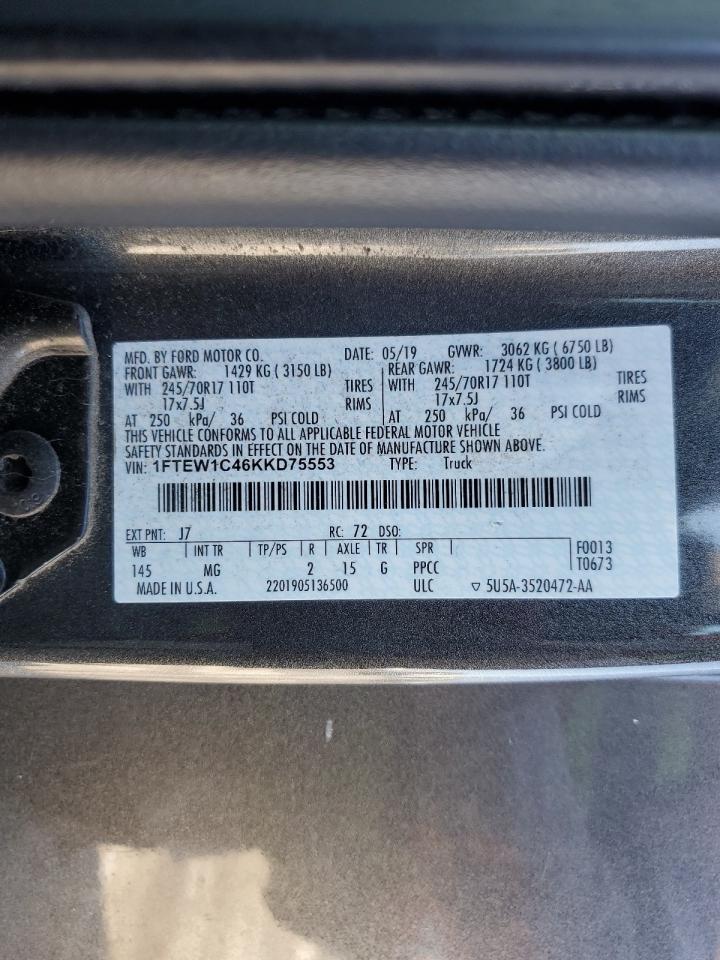 MFD. BY FORD MOTOR CO. DATE: 05/19 GVWR: 3062 KG ( 6750 LB)
FRONT GAWR: 1429 KG ( 3150 LB) REAR GAWR: 1724 KG ( 3800 LB)
WITH 245/70R17 110T TIRES WITH 245/70R17 110T TIRES
17x7.5J RIMS 17x7.5J RIMS
AT 250 kPa/ 36 PSI COLD AT 250 kPa/ 36 PSI COLD
THIS VEHICLE CONFORMS TO ALL APPLICABLE FEDERAL MOTOR VEHICLE
SAFETY STANDARDS IN EFFECT ON THE DATE OF MANUFACTURE SHOWN ABOVE.
VIN: 1FTEW1C46KKD75553 TYPE: Truck
EXT PNT: J7 RC: 72 DSO:
WB INT TR TP/PS R AXLE TR SPR F0013
145 MG 2 15 G PPCC T0673
MADE IN U.S.A. 2201905136500 ULC ▽ 5U5A-3520472-AA